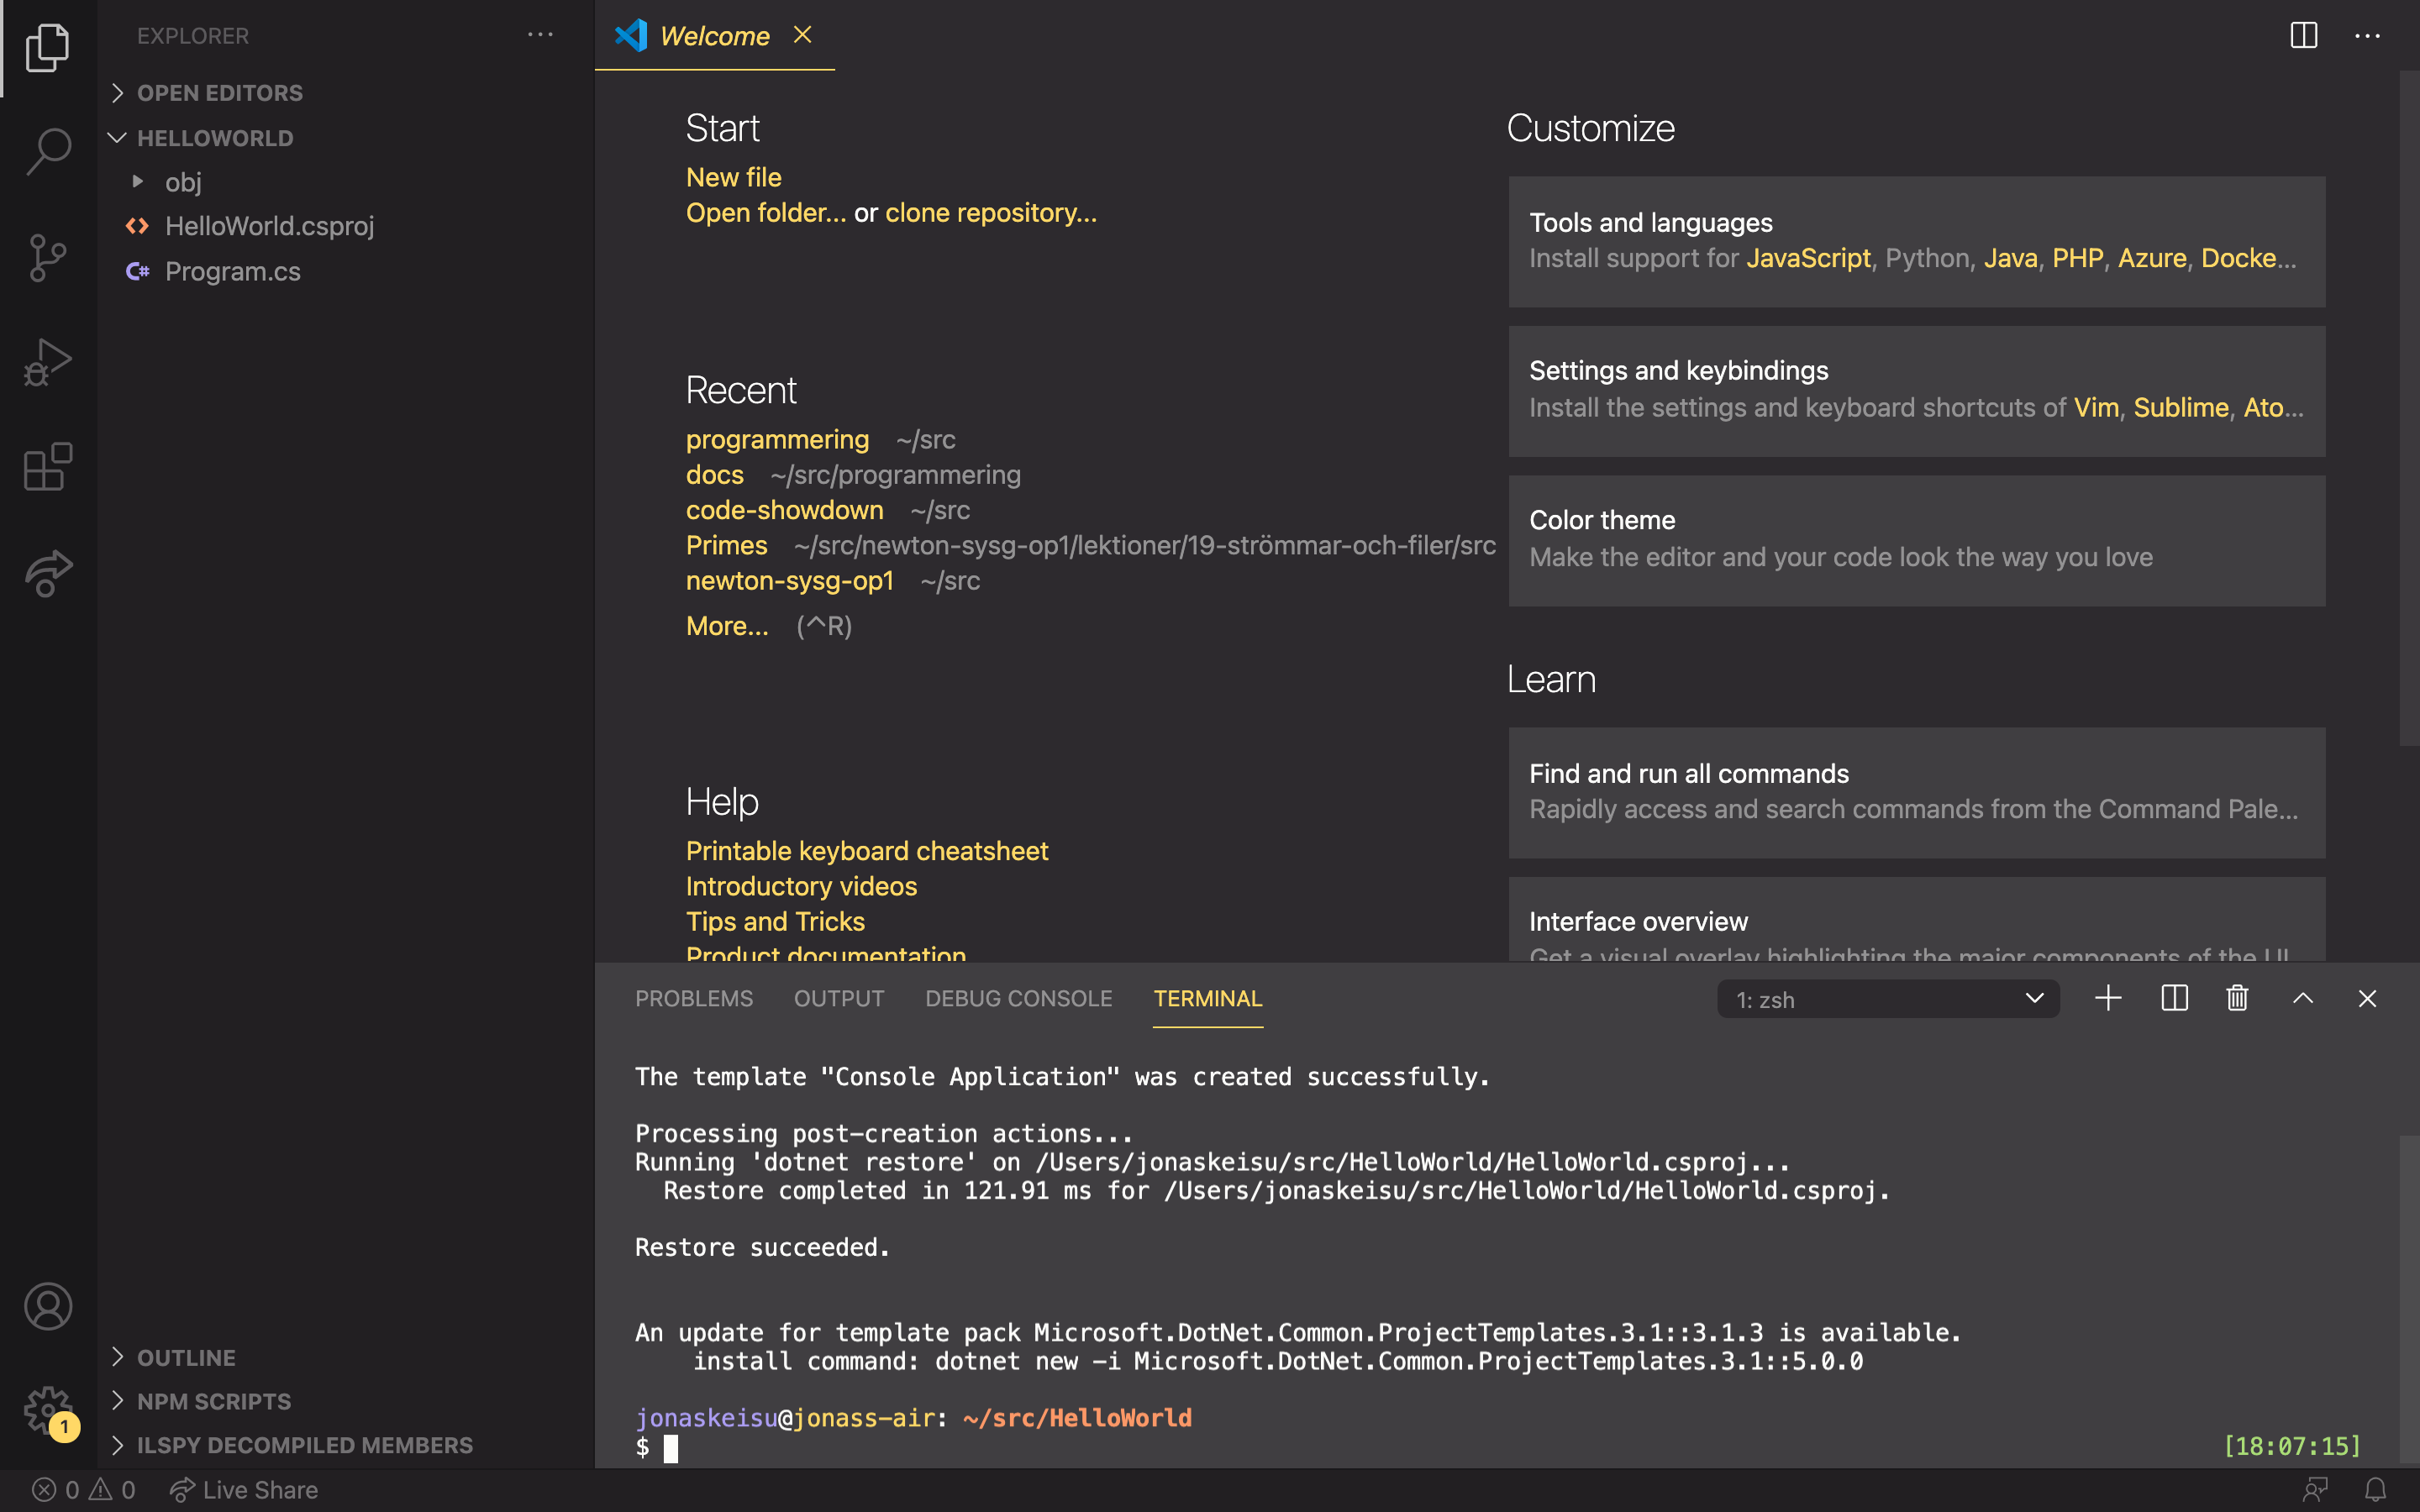 EXPLORER
OPEN EDITORS
HELLOWORLD
obj
HelloWorld.csproj
C# Program.cs
OUTLINE
NPM SCRIPTS
ILSPY DECOMPILED MEMBERS
1
Welcome
Start
New file
Open folder... or clone repository...
Recent
programmering ~/src
docs ~/src/programmering
code-showdown ~/src
Primes ~/src/newton-sysg-op1/lektioner/19-strömmar-och-filer/src
newton-sysg-op1 ~/src
More... (^R)
Help
Printable keyboard cheatsheet
Introductory videos
Tips and Tricks
Product documentation
Customize
Tools and languages
Install support for JavaScript, Python, Java, PHP, Azure, Docke...
Settings and keybindings
Install the settings and keyboard shortcuts of Vim, Sublime, Ato...
Color theme
Make the editor and your code look the way you love
Learn
Find and run all commands
Rapidly access and search commands from the Command Pale...
Interface overview
Get a visual overlay highlighting the major components of the UI
PROBLEMS OUTPUT DEBUG CONSOLE TERMINAL 1: zsh
The template "Console Application" was created successfully.
Processing post-creation actions...
Running 'dotnet restore' on /Users/jonaskeisu/src/HelloWorld/HelloWorld.csproj...
Restore completed in 121.91 ms for /Users/jonaskeisu/src/HelloWorld/HelloWorld.csproj.
Restore succeeded.
An update for template pack Microsoft.DotNet.Common.ProjectTemplates.3.1::3.1.3 is available.
install command: dotnet new -i Microsoft.DotNet.Common.ProjectTemplates.3.1::5.0.0
jonaskeisu@jonass-air: ~/src/HelloWorld
$ [18:07:15]
0 0 Live Share